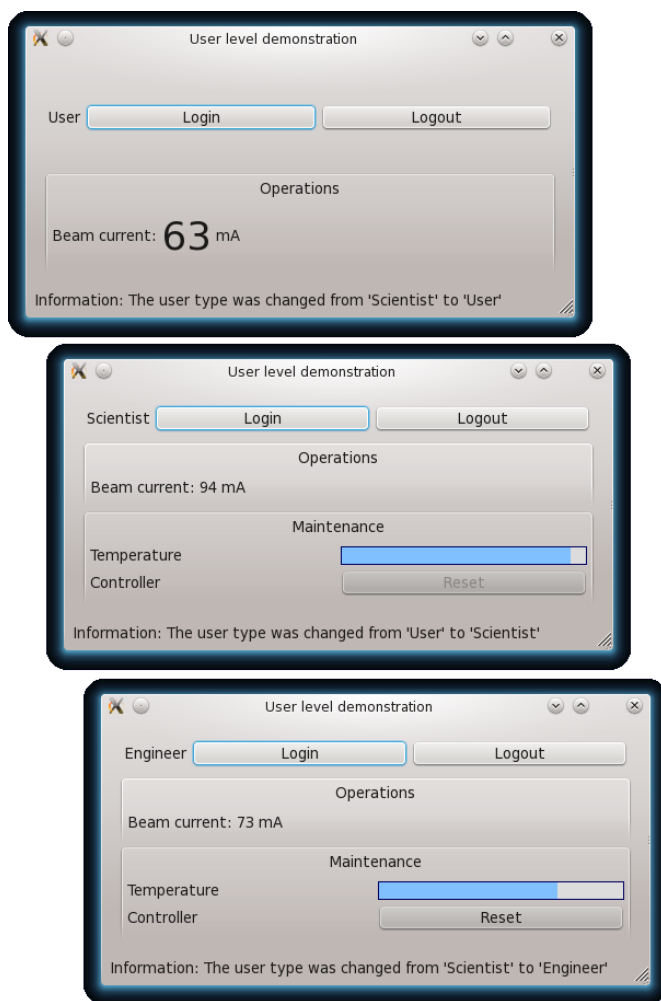 User level demonstration
User Login Logout
Operations
Beam current: 63 mA
Information: The user type was changed from 'Scientist' to 'User'
User level demonstration
Scientist Login Logout
Operations
Beam current: 94 mA
Maintenance
Temperature
Controller Reset
Information: The user type was changed from 'User' to 'Scientist'
User level demonstration
Engineer Login Logout
Operations
Beam current: 73 mA
Maintenance
Temperature
Controller Reset
Information: The user type was changed from 'Scientist' to 'Engineer'